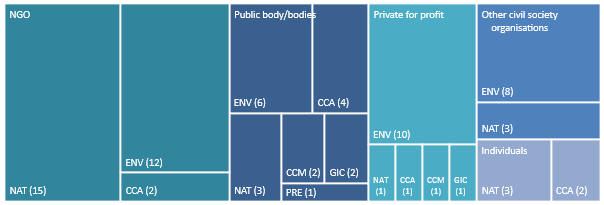 NGO
NAT (15)
ENV (12)
CCA (2)
Public body/bodies
ENV (6)
CCA (4)
NAT (3)
CCM (2)
GIC (2)
PRE (1)
Private for profit
ENV (10)
NAT
(1)
CCA
(1)
CCM
(1)
GIC
(1)
Other civil society
organisations
ENV (8)
NAT (3)
Individuals
NAT (3)
CCA (2)